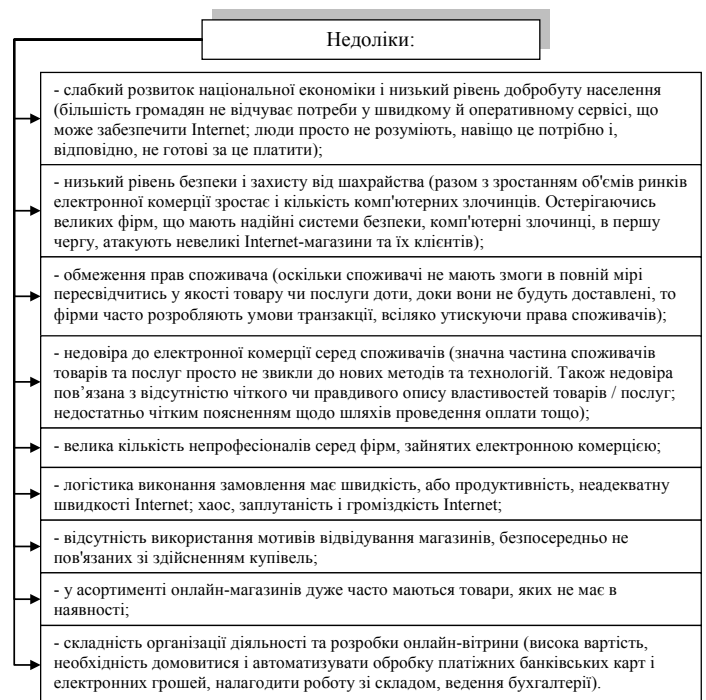 Недоліки:
- слабкий розвиток національної економіки і низький рівень добробуту населення
(більшість громадян не відчуває потреби у швидкому й оперативному сервісі, що
може забезпечити Internet; люди просто не розуміють, навіщо це потрібно і,
відповідно, не готові за це платити);
- низький рівень безпеки і захисту від шахрайства (разом з зростанням об'ємів ринків
електронної комерції зростає і кількість комп'ютерних злочинців. Остерігаючись
великих фірм, що мають надійні системи безпеки, комп'ютерні злочинці, в першу
чергу, атакують невеликі Internet-магазини та їх клієнтів);
- обмеження прав споживача (оскільки споживачі не мають змоги в повній мірі
пересвідчитись у якості товару чи послуги доти, доки вони не будуть доставлені, то
фірми часто розробляють умови транзакції, всіляко утискуючи права споживачів);
- недовіра до електронної комерції серед споживачів (значна частина споживачів
товарів та послуг просто не звикли до нових методів та технологій. Також недовіра
пов’язана з відсутністю чіткого чи правдивого опису властивостей товарів / послуг;
недостатньо чітким поясненням щодо шляхів проведення оплати тощо);
- велика кількість непрофесіоналів серед фірм, зайнятих електронною комерцією;
- логістика виконання замовлення має швидкість, або продуктивність, неадекватну
швидкості Internet; хаос, заплутаність і громіздкість Internet;
- відсутність використання мотивів відвідування магазинів, безпосередньо не
пов'язаних зі здійсненням купівель;
- у асортименті онлайн-магазинів дуже часто маються товари, яких не має в
наявності;
- складність організації діяльності та розробки онлайн-вітрини (висока вартість,
необхідність домовитися і автоматизувати обробку платіжних банківських карт і
електронних грошей, налагодити роботу зі складом, ведення бухгалтерії).